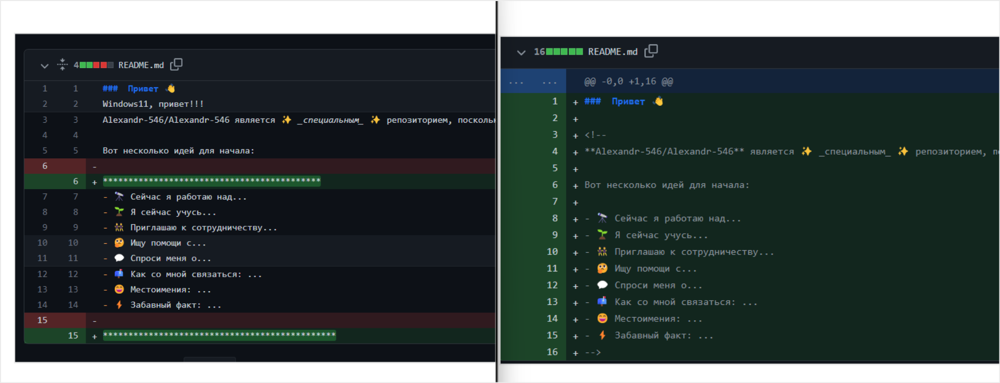 4 README.md
1 1 ### Привет 👋
2 2 Windows11, привет!!!
3 3 Alexandr-546/Alexandr-546 является ✨ _специальным_ ✨ репозиторием, посколь
4 4
5 5 Вот несколько идей для начала:
6 -
6 + *******************************************
7 7 - 🔭 Сейчас я работаю над...
8 8 - 🌱 Я сейчас учусь...
9 9 - 👯 Приглашаю к сотрудничеству...
10 10 - 🤔 Ищу помощи с...
11 11 - 💬 Спроси меня о...
12 12 - 📫 Как со мной связаться: ...
13 13 - 😄 Местоимения: ...
14 14 - ⚡ Забавный факт: ...
15 -
15 + **********************************************
16 README.md
... ... @@ -0,0 +1,16 @@
1 + ### Привет 👋
2 +
3 + <!--
4 + **Alexandr-546/Alexandr-546** является ✨ _специальным_ ✨ репозиторием,
5 +
6 + Вот несколько идей для начала:
7 +
8 + - 🔭 Сейчас я работаю над...
9 + - 🌱 Я сейчас учусь...
10 + - 👯 Приглашаю к сотрудничеству...
11 + - 🤔 Ищу помощи с...
12 + - 💬 Спроси меня о...
13 + - 📫 Как со мной связаться: ...
14 + - 😄 Местоимения: ...
15 + - ⚡ Забавный факт: ...
16 + -->